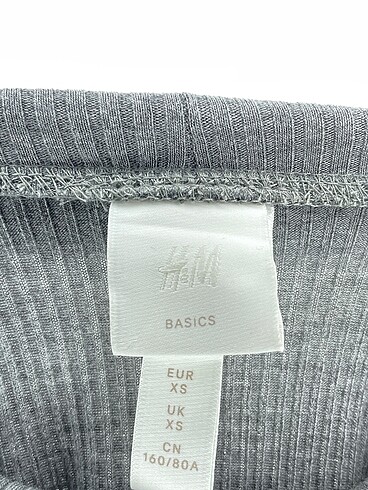 H&M
BASICS
EUR
XS
UK
XS
CN
160/80A